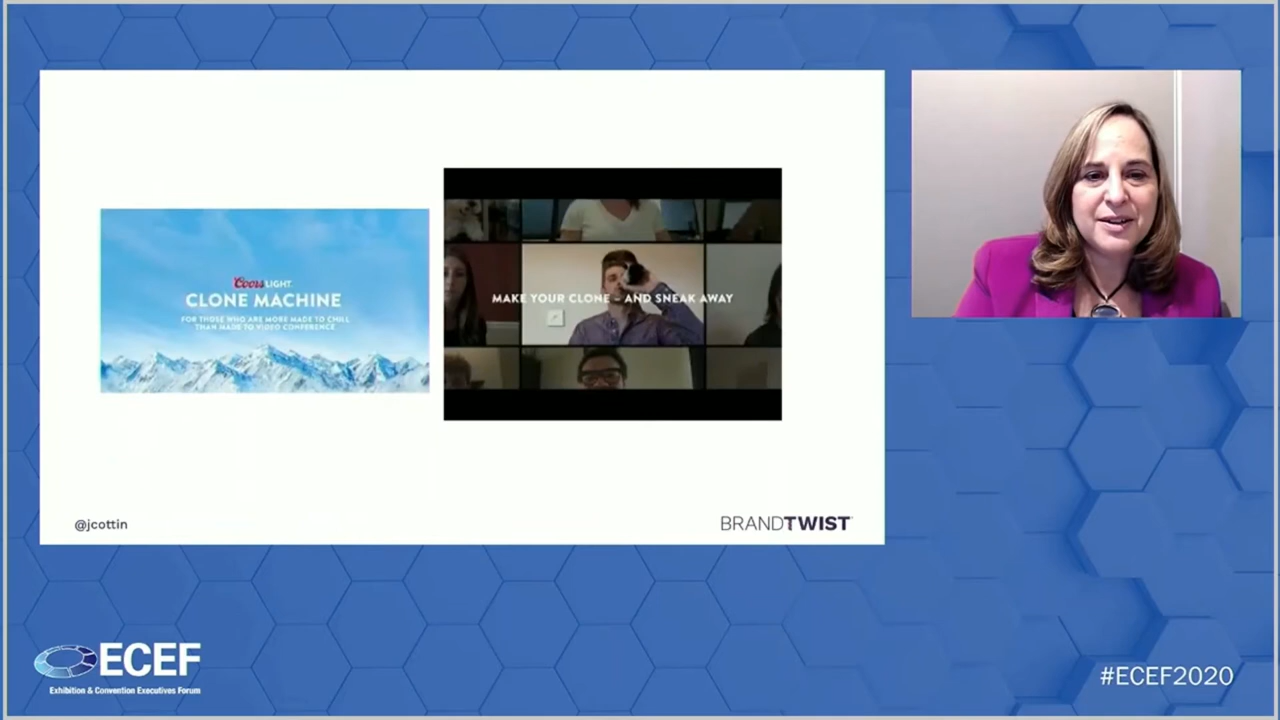 Coors LIGHT
CLONE MACHINE
FOR THOSE WHO ARE MORE MADE TO CHILL
THAN MADE TO VIDEO CONFERENCE
MAKE YOUR CLONE – AND SNEAK AWAY
@jcottin
BRANDTWIST
ECEF
Exhibition & Convention Executives Forum
#ECEF2020